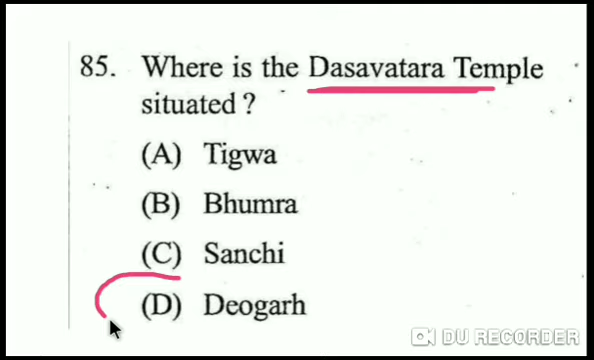 85. Where is the Dasavatara Temple
situated ?
(A) Tigwa
(B) Bhumra
(C) Sanchi
(D) Deogarh
DU RECORDER